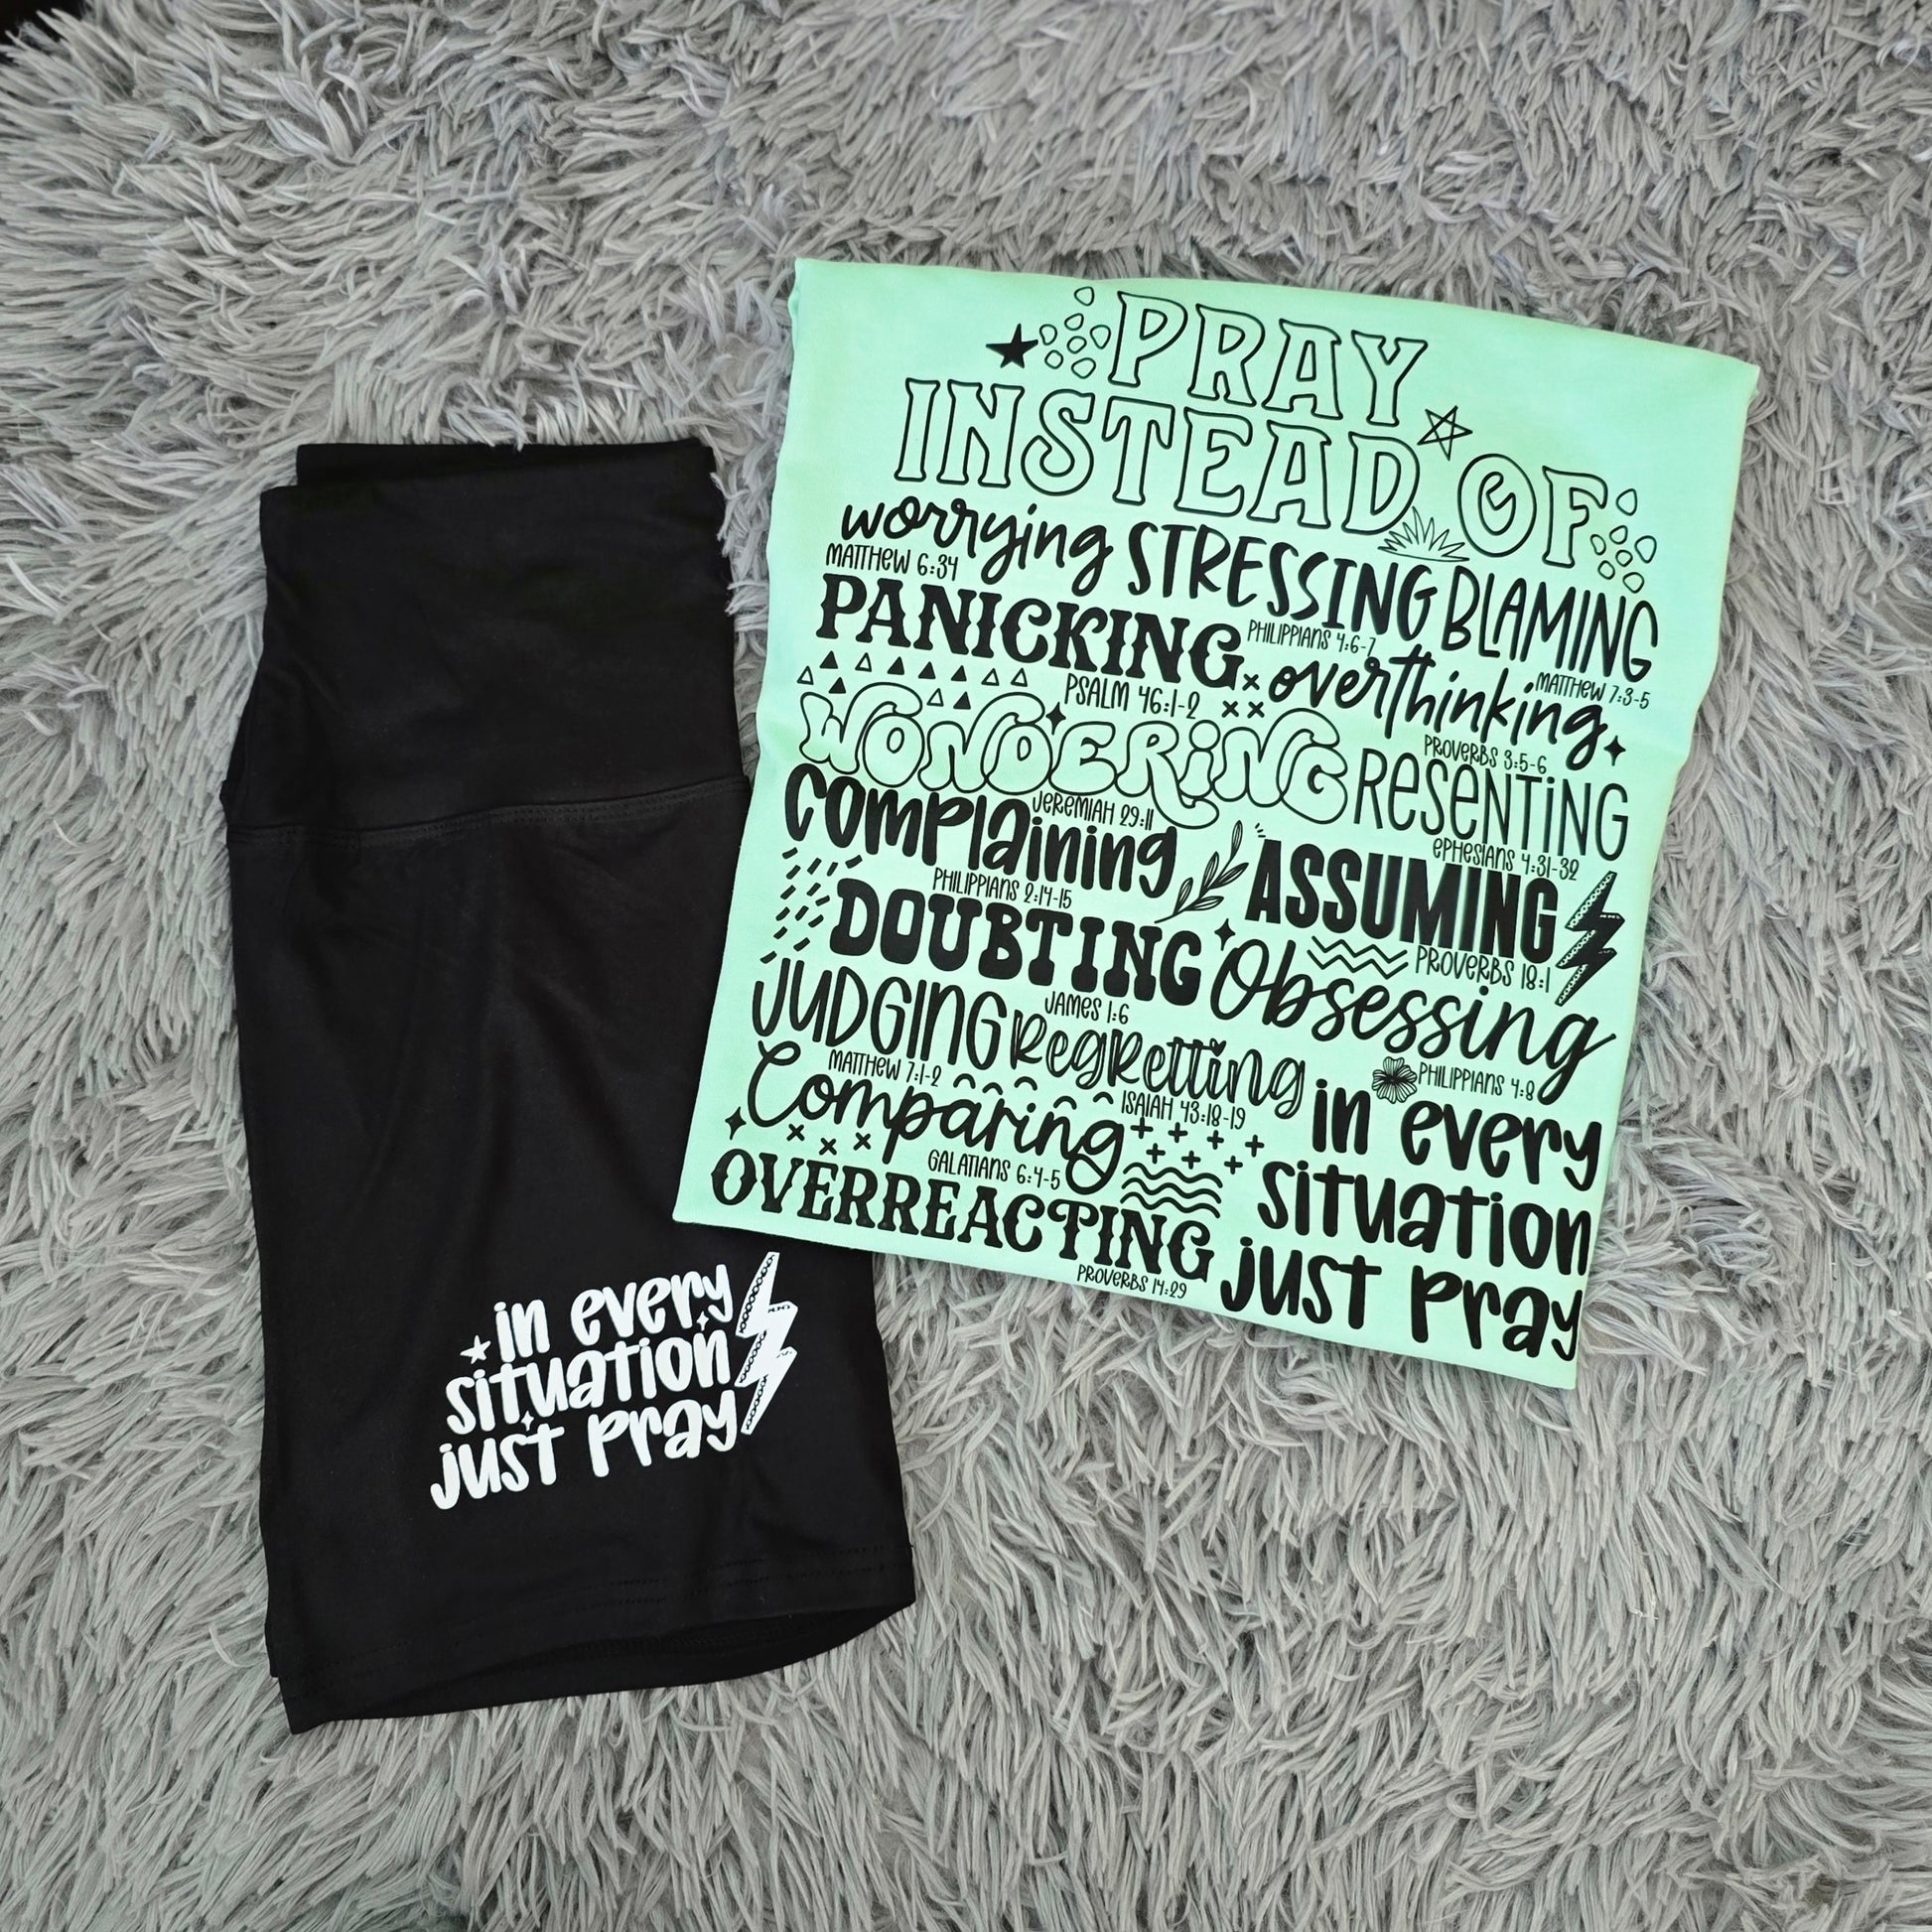 PRAY
INSTEAD OF
worrying STRESSING BLAMING
MATTHEW 6:34 PHILIPPIANS 4:6-7 MATTHEW 7:3-5
PANICKING overthinking
PSALM 46:1-2 PROVERBS 3:5-6
WONDERING RESENTING
JEREMIAH 29:11 EPHESIANS 4:31-32
COMPLAINING ASSUMING
PHILIPPIANS 2:14-15 PROVERBS 18:1
DOUBTING Obsessing
JAMES 1:6 PHILIPPIANS 4:8
JUDGING Regretting
MATTHEW 7:1-2 ISAIAH 43:18-19
Comparing
GALATIANS 6:4-5
OVERREACTING
PROVERBS 14:29
in every
situation
just pray
in every
situation
just pray